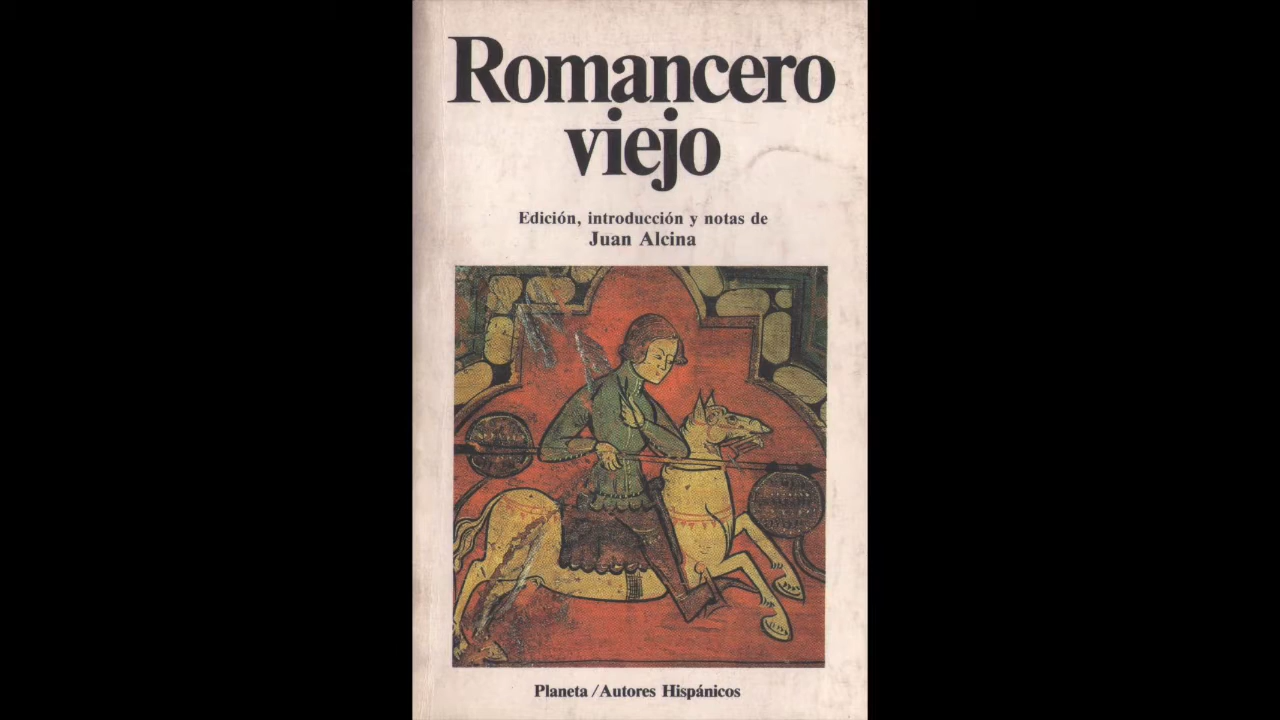 Romancero
viejo
Edición, introducción y notas de
Juan Alcina
Planeta/Autores Hispánicos